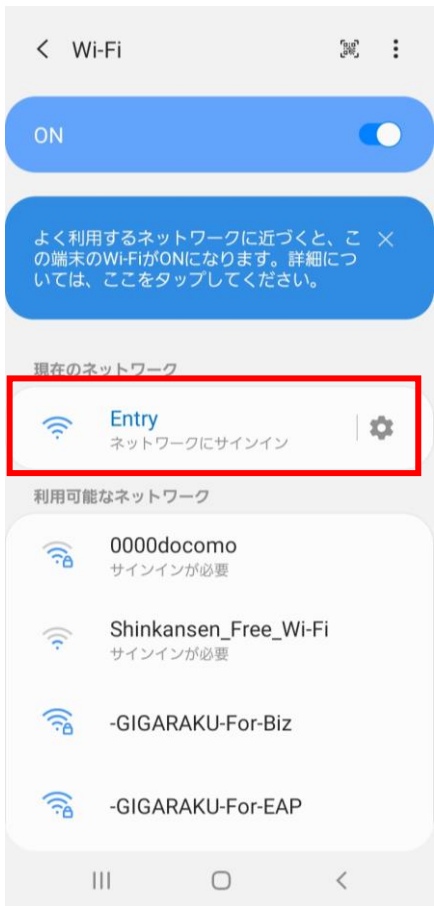 Wi-Fi
ON
よく利用するネットワークに近づくと、こ
の端末のWi-FiがONになります。詳細につ
いては、ここをタップしてください。
現在のネットワーク
Entry
ネットワークにサインイン
利用可能なネットワーク
0000docomo
サインインが必要
Shinkansen_Free_Wi-Fi
サインインが必要
-GIGARAKU-For-Biz
-GIGARAKU-For-EAP